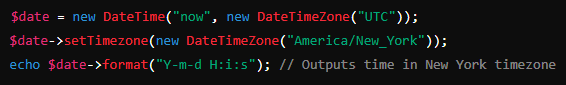 $date = new DateTime("now", new DateTimeZone("UTC"));
$date->setTimezone(new DateTimeZone("America/New_York"));
echo $date->format("Y-m-d H:i:s"); // Outputs time in New York timezone